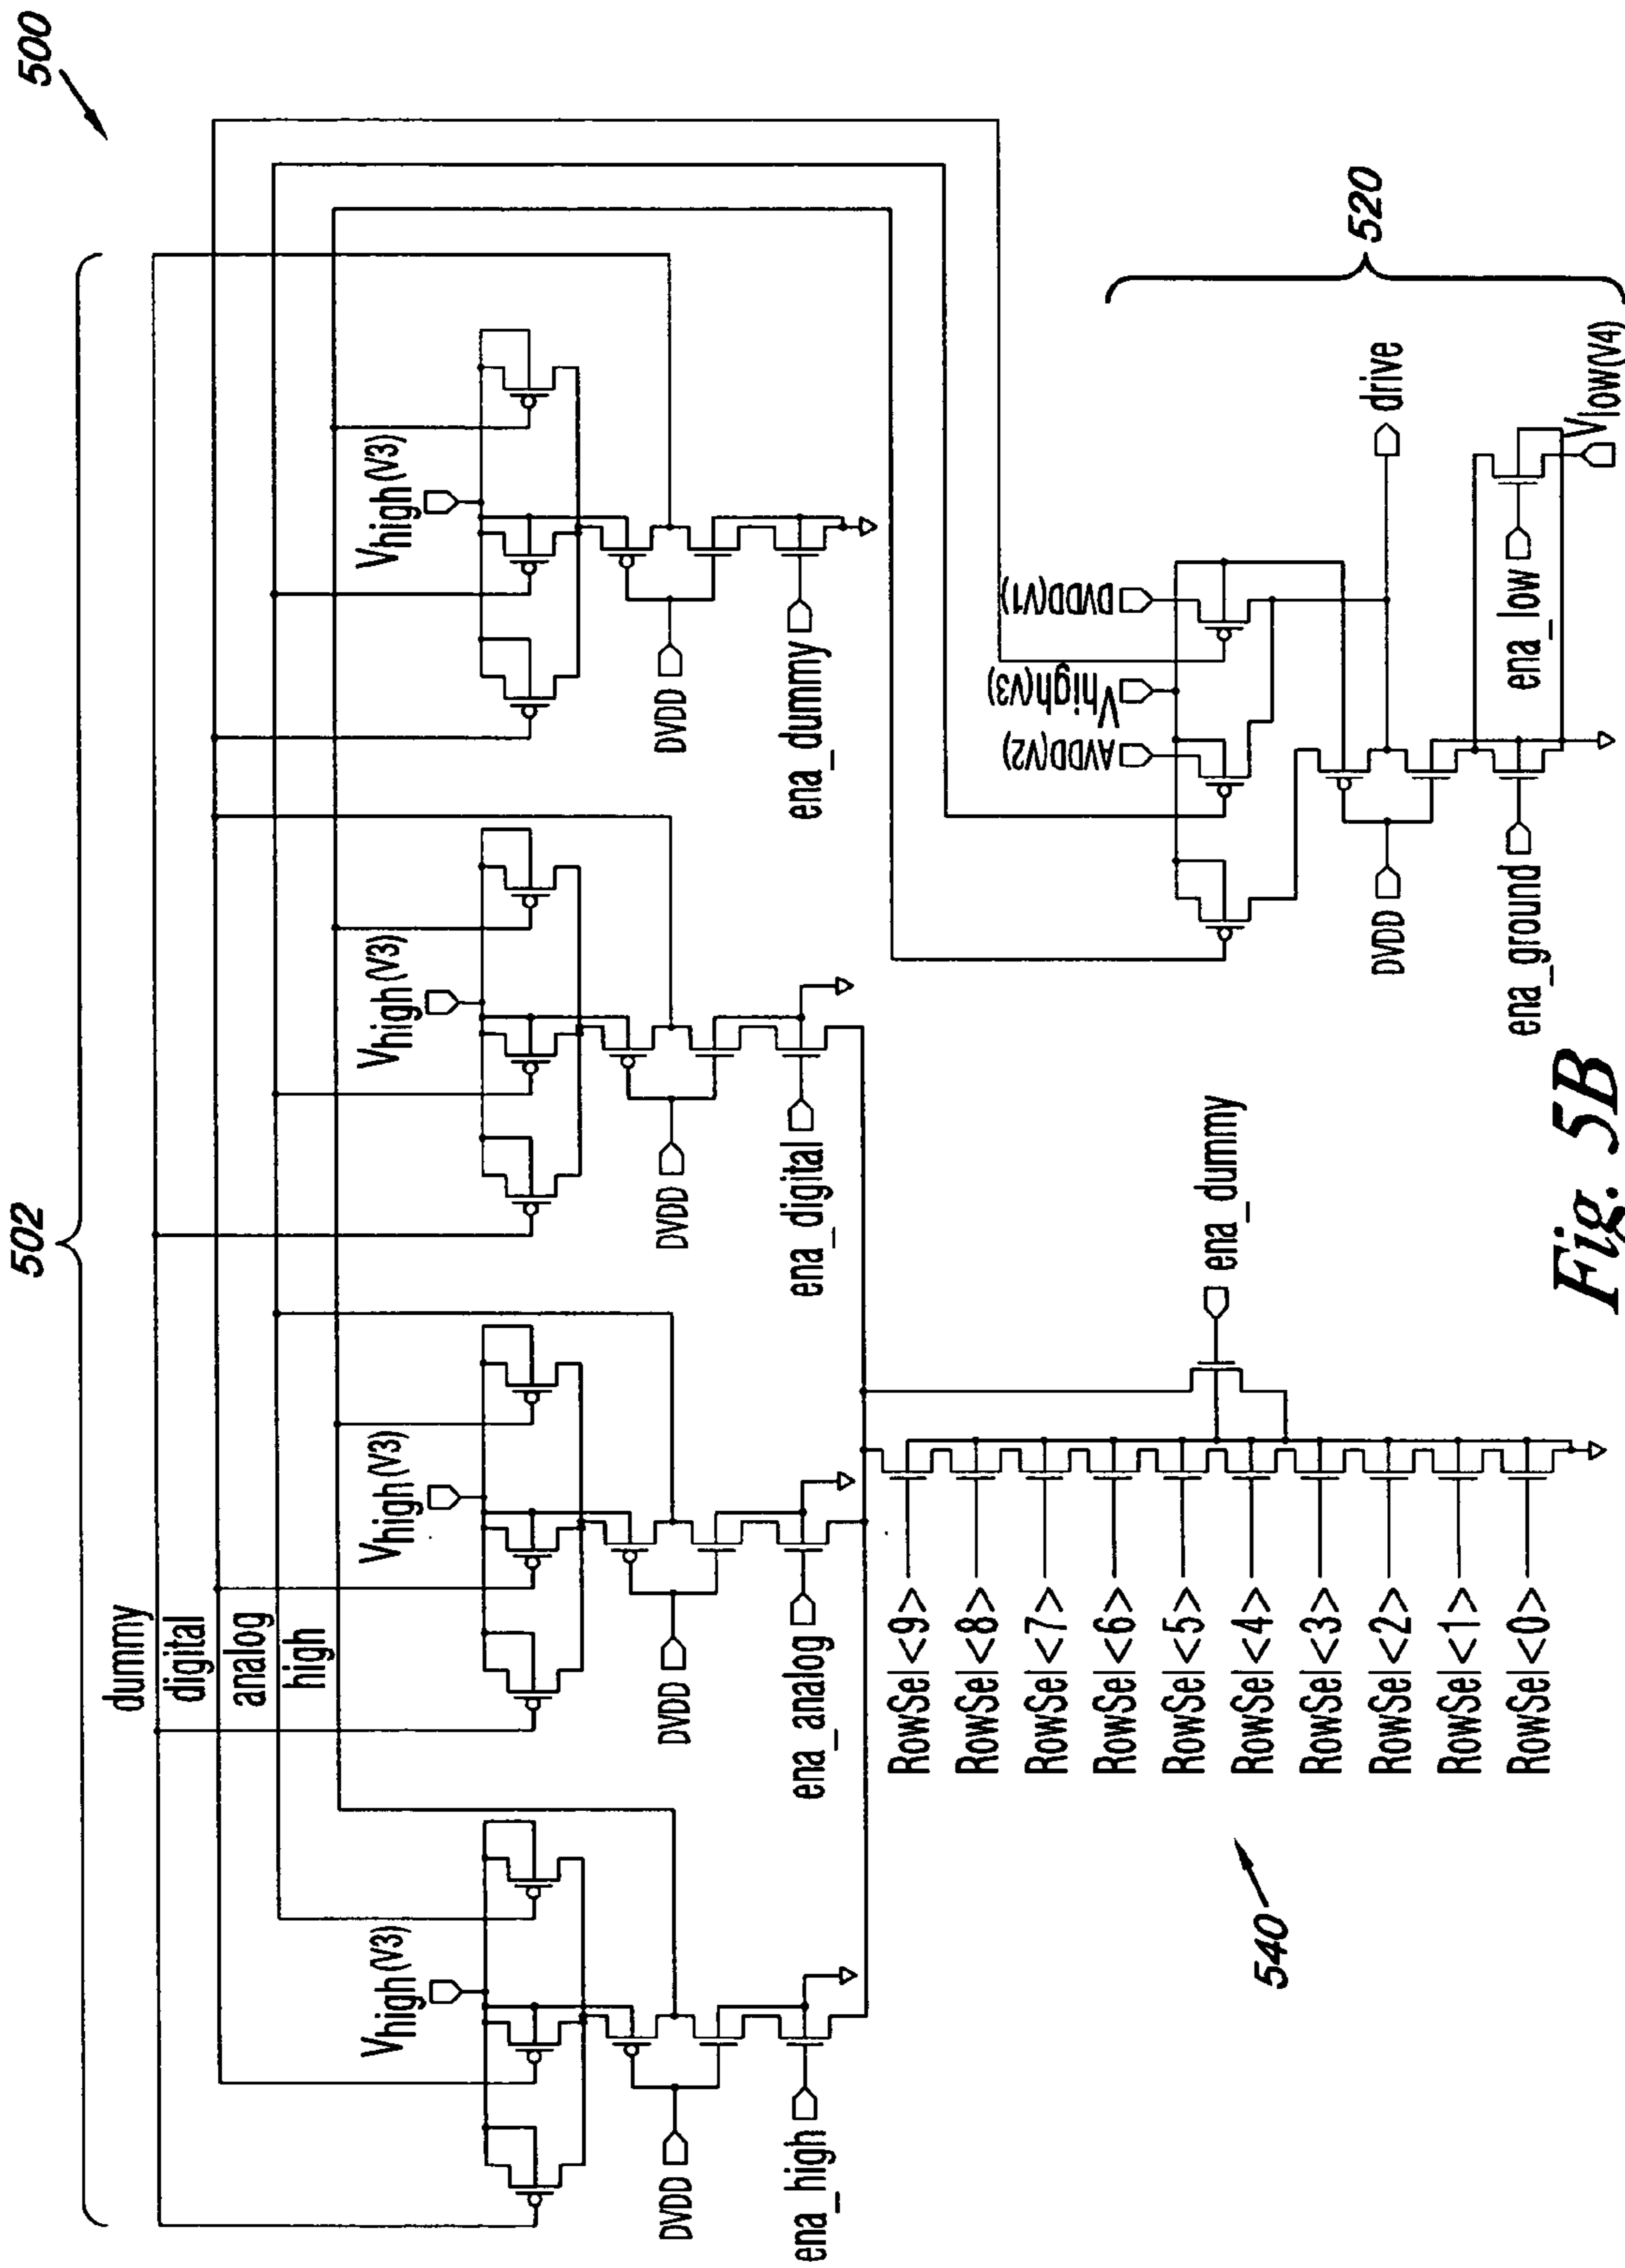 500
502
dummy
digital
analog
high
Vhigh(V3)
Vhigh(V3)
Vhigh(V3)
Vhigh(V3)
DVDD
DVDD
DVDD
DVDD
ena_high
ena_analog
ena_digital
ena_dummy
540
RowSel<9>
RowSel<8>
RowSel<7>
RowSel<6>
RowSel<5>
RowSel<4>
RowSel<3>
RowSel<2>
RowSel<1>
RowSel<0>
ena_dummy
AVDD(V2)
Vhigh(V3)
DVDD(V1)
520
DVDD
drive
ena_ground
ena_low
Vlow(V4)
Fig. 5B